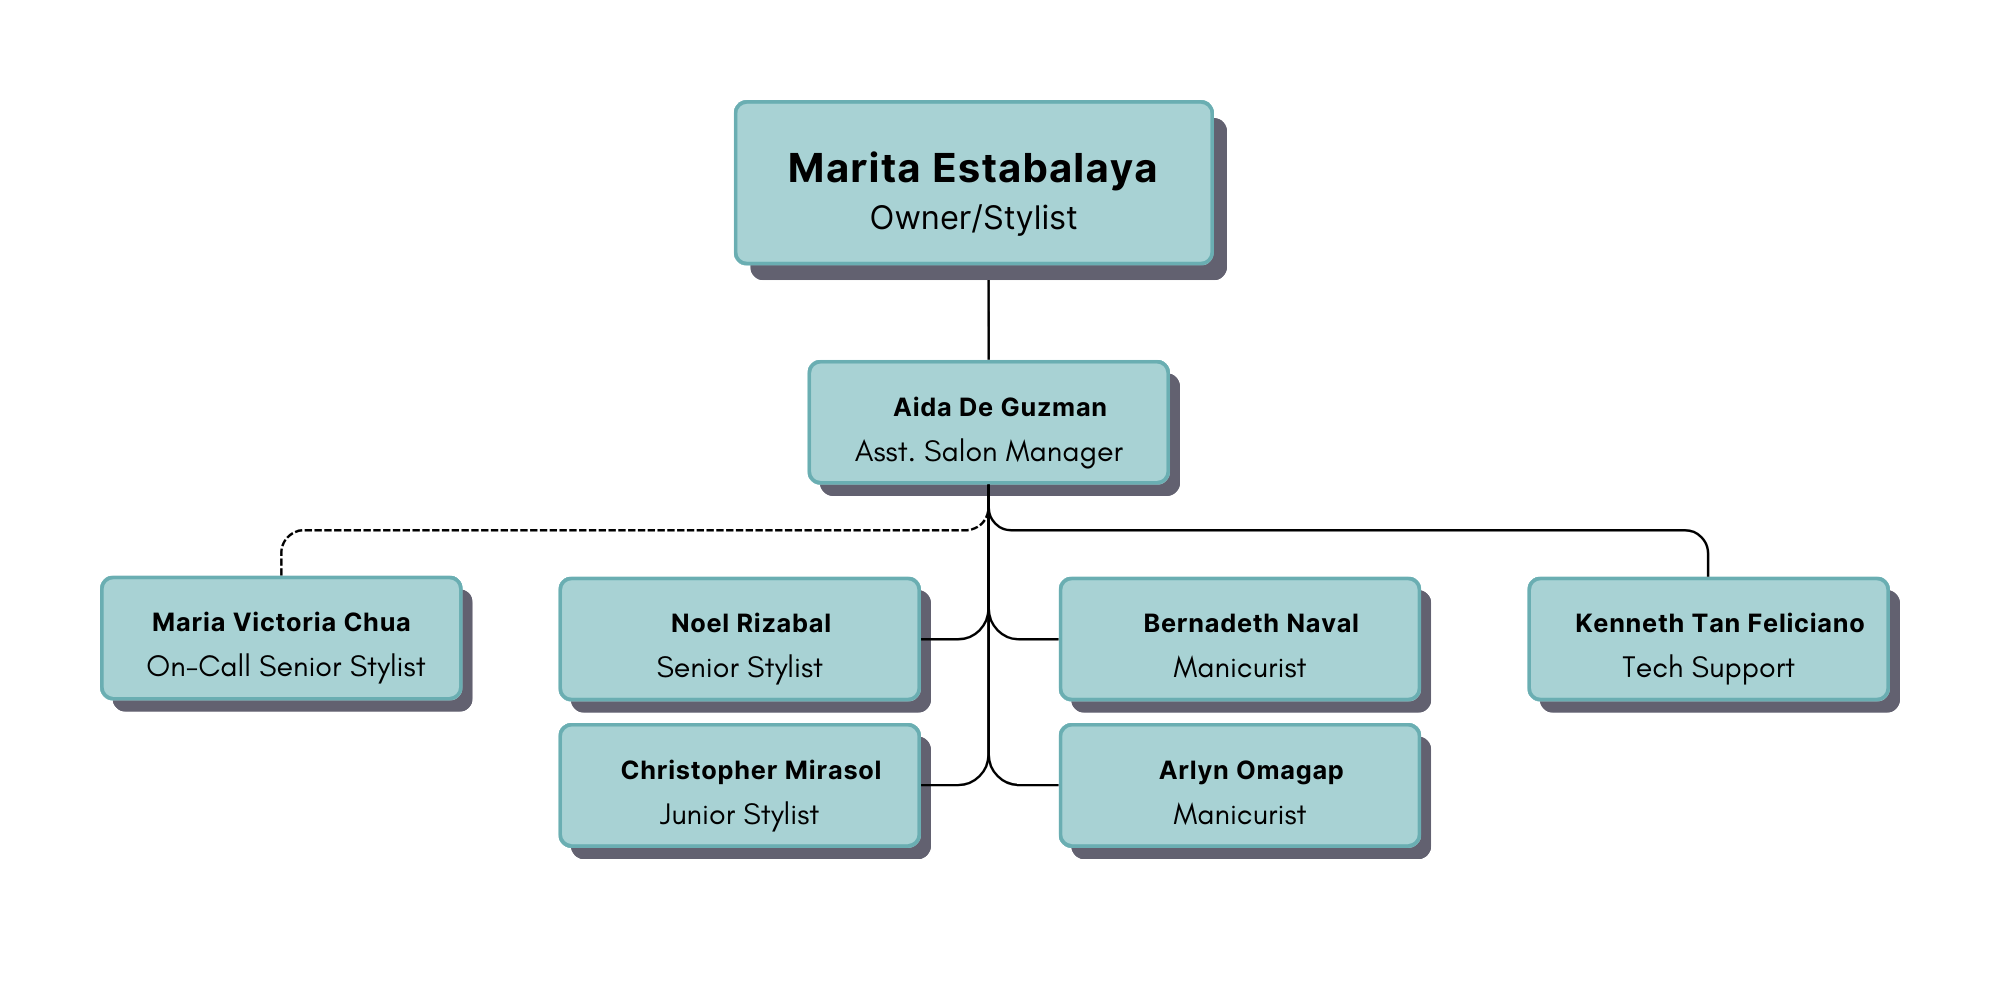 Marita Estabalaya
Owner/Stylist
Aida De Guzman
Asst. Salon Manager
Maria Victoria Chua
On-Call Senior Stylist
Noel Rizabal
Senior Stylist
Bernadeth Naval
Manicurist
Kenneth Tan Feliciano
Tech Support
Christopher Mirasol
Junior Stylist
Arlyn Omagap
Manicurist